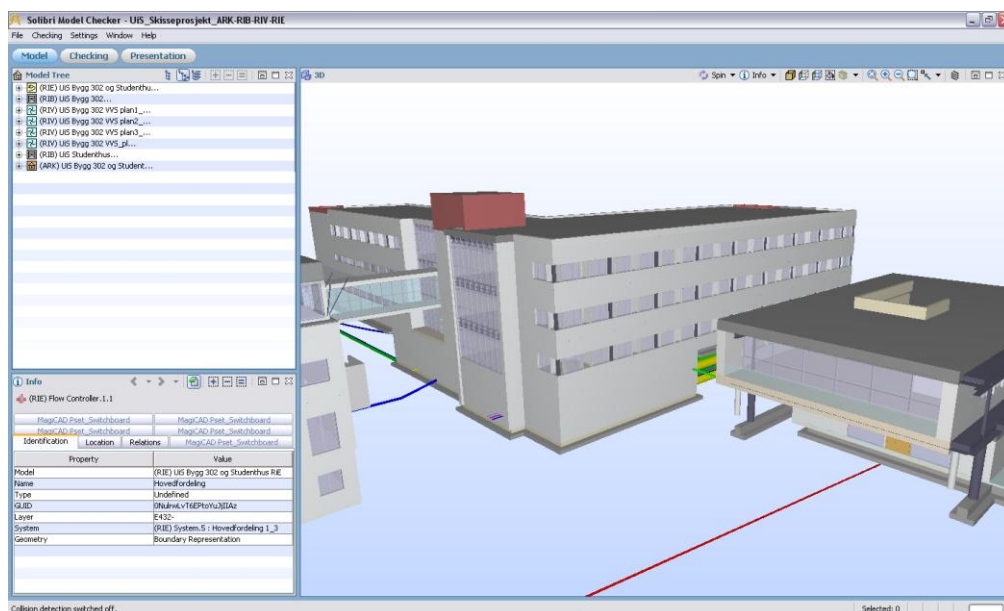 Solibri Model Checker - UiS_Skisseprosjekt_ARK-RIB-RIV-RIE
File Checking Settings Window Help
Model Checking Presentation
Model Tree
3D
Spin Info
(RIE) UiS Bygg 302 og Studenthu...
(RIB) UiS Bygg 302...
(RIV) UiS Bygg 302 VVS plan1_...
(RIV) UiS Bygg 302 VVS plan2_...
(RIV) UiS Bygg 302 VVS plan3_...
(RIV) UiS Bygg 302 VVS_pl...
(RIB) UiS Studenthus...
(ARK) UiS Bygg 302 og Student...
Info
(RIE) Flow Controller.1.1
MagiCAD Pset_Switchboard MagiCAD Pset_Switchboard
MagiCAD Pset_Switchboard MagiCAD Pset_Switchboard
Identification Location Relations MagiCAD Pset_Switchboard
Property Value
Model (RIE) UiS Bygg 302 og Studenthus RIE
Name Hovedfordeling
Type Undefined
GUID
Layer E432-
System (RIE) System.5 : Hovedfordeling 1_3
Geometry Boundary Representation
Collision detection switched off.
Selected: 0